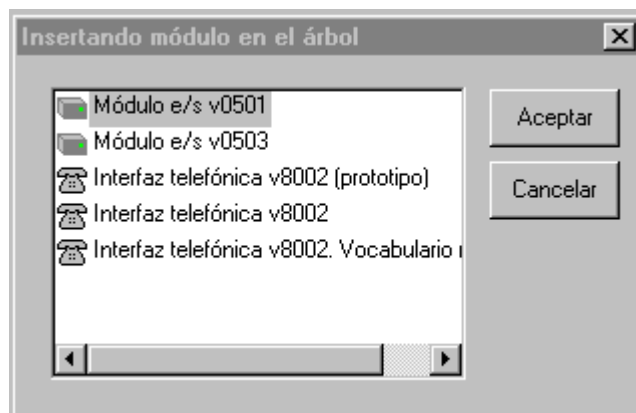 Insertando módulo en el árbol
Módulo e/s v0501
Módulo e/s v0503
Interfaz telefónica v8002 (prototipo)
Interfaz telefónica v8002
Interfaz telefónica v8002. Vocabulario
Aceptar
Cancelar